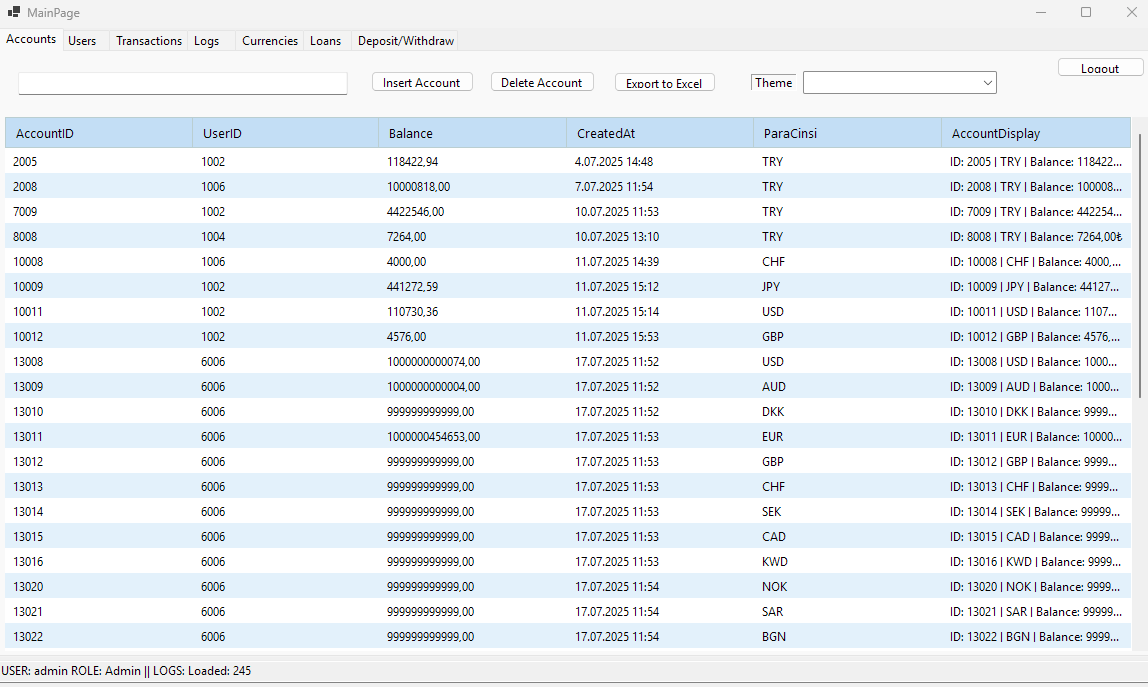 MainPage
Accounts Users Transactions Logs Currencies Loans Deposit/Withdraw
Insert Account Delete Account Export to Excel Theme Logout
AccountID UserID Balance CreatedAt ParaCinsi AccountDisplay
2005 1002 118422,94 4.07.2025 14:48 TRY ID: 2005 | TRY | Balance: 118422...
2008 1006 10000818,00 7.07.2025 11:54 TRY ID: 2008 | TRY | Balance: 100008...
7009 1002 4422546,00 10.07.2025 11:53 TRY ID: 7009 | TRY | Balance: 442254...
8008 1004 7264,00 10.07.2025 13:10 TRY ID: 8008 | TRY | Balance: 7264,00₺
10008 1006 4000,00 11.07.2025 14:39 CHF ID: 10008 | CHF | Balance: 4000,...
10009 1002 441272,59 11.07.2025 15:12 JPY ID: 10009 | JPY | Balance: 44127...
10011 1002 110730,36 11.07.2025 15:14 USD ID: 10011 | USD | Balance: 1107...
10012 1002 4576,00 11.07.2025 15:53 GBP ID: 10012 | GBP | Balance: 4576,...
13008 6006 1000000000074,00 17.07.2025 11:52 USD ID: 13008 | USD | Balance: 1000...
13009 6006 1000000000004,00 17.07.2025 11:52 AUD ID: 13009 | AUD | Balance: 1000...
13010 6006 999999999999,00 17.07.2025 11:52 DKK ID: 13010 | DKK | Balance: 9999...
13011 6006 1000000454653,00 17.07.2025 11:53 EUR ID: 13011 | EUR | Balance: 10000...
13012 6006 999999999999,00 17.07.2025 11:53 GBP ID: 13012 | GBP | Balance: 9999...
13013 6006 999999999999,00 17.07.2025 11:53 CHF ID: 13013 | CHF | Balance: 9999...
13014 6006 999999999999,00 17.07.2025 11:53 SEK ID: 13014 | SEK | Balance: 99999...
13015 6006 999999999999,00 17.07.2025 11:53 CAD ID: 13015 | CAD | Balance: 9999...
13016 6006 999999999999,00 17.07.2025 11:53 KWD ID: 13016 | KWD | Balance: 9999...
13020 6006 999999999999,00 17.07.2025 11:54 NOK ID: 13020 | NOK | Balance: 9999...
13021 6006 999999999999,00 17.07.2025 11:54 SAR ID: 13021 | SAR | Balance: 99999...
13022 6006 999999999999,00 17.07.2025 11:54 BGN ID: 13022 | BGN | Balance: 9999...
USER: admin ROLE: Admin || LOGS: Loaded: 245